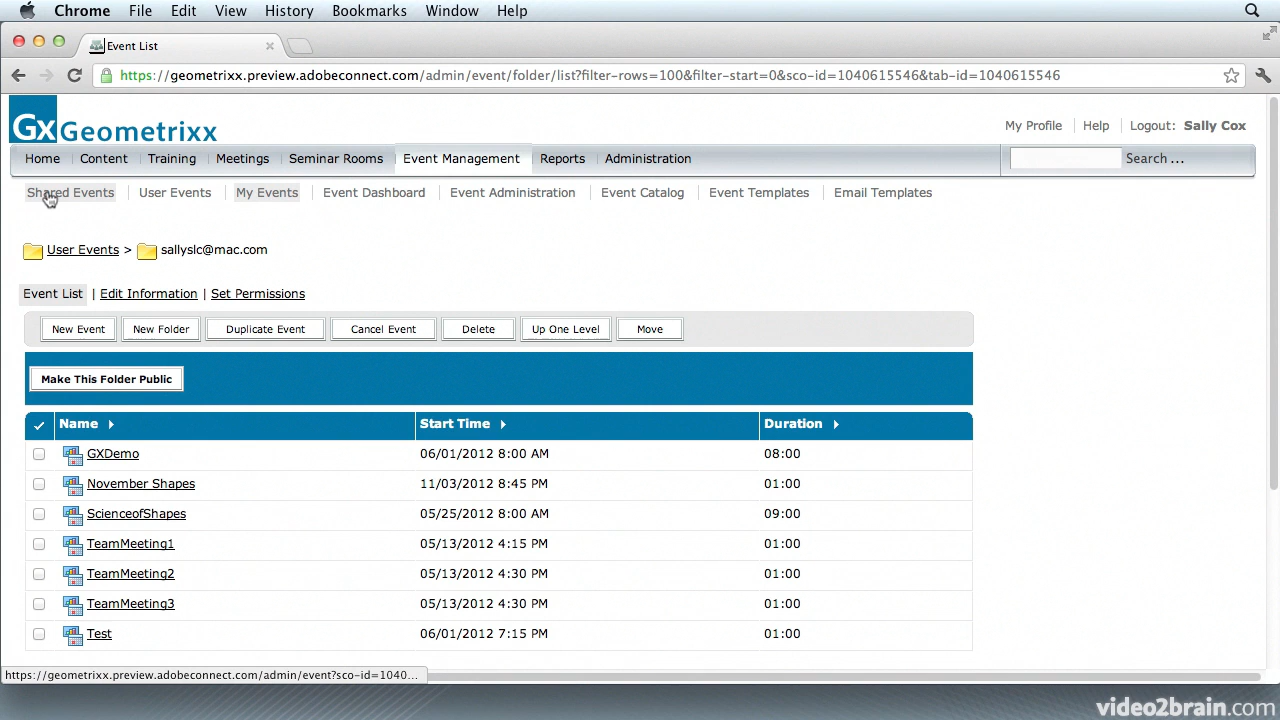 Chrome File Edit View History Bookmarks Window Help
Event List
https://geometrixx.preview.adobeconnect.com/admin/event/folder/list?filter-rows=100&filter-start=0&sco-id=1040615546&tab-id=1040615546
Gx Geometrixx
My Profile Help Logout: Sally Cox
Home Content Training Meetings Seminar Rooms Event Management Reports Administration Search ...
Shared Events User Events My Events Event Dashboard Event Administration Event Catalog Event Templates Email Templates
User Events > sallyslc@mac.com
Event List | Edit Information | Set Permissions
New Event New Folder Duplicate Event Cancel Event Delete Up One Level Move
Make This Folder Public
Name Start Time Duration
GXDemo 06/01/2012 8:00 AM 08:00
November Shapes 11/03/2012 8:45 PM 01:00
ScienceofShapes 05/25/2012 8:00 AM 09:00
TeamMeeting1 05/13/2012 4:15 PM 01:00
TeamMeeting2 05/13/2012 4:30 PM 01:00
TeamMeeting3 05/13/2012 4:30 PM 01:00
Test 06/01/2012 7:15 PM 01:00
https://geometrixx.preview.adobeconnect.com/admin/event?sco-id=1040...
video2brain.com